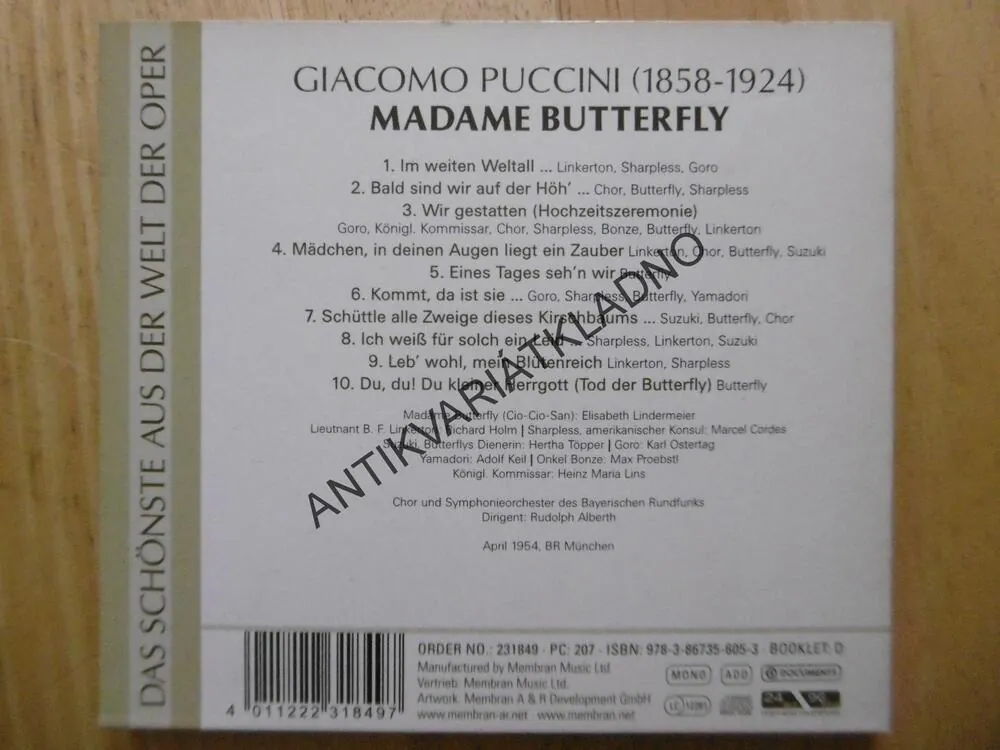 DAS SCHÖNSTE AUS DER WELT DER OPER
GIACOMO PUCCINI (1858-1924)
MADAME BUTTERFLY
1. Im weiten Weltall ... Linkerton, Sharpless, Goro
2. Bald sind wir auf der Höh' ... Chor, Butterfly, Sharpless
3. Wir gestatten (Hochzeitszeremonie)
Goro, Königl. Kommissar, Chor, Sharpless, Bonze, Butterfly, Linkerton
4. Mädchen, in deinen Augen liegt ein Zauber Linkerton, Chor, Butterfly, Suzuki
5. Eines Tages seh'n wir Butterfly
6. Kommt, da ist sie ... Goro, Sharpless, Butterfly, Yamadori
7. Schüttle alle Zweige dieses Kirschbaums ... Suzuki, Butterfly, Chor
8. Ich weiß für solch ein Leid ... Sharpless, Linkerton, Suzuki
9. Leb' wohl, mein Blütenreich Linkerton, Sharpless
10. Du, du! Du kleiner Herrgott (Tod der Butterfly) Butterfly
Madame Butterfly (Cio-Cio-San): Elisabeth Lindermeier
Lieutnant B. F. Linkerton: Richard Holm | Sharpless, amerikanischer Konsul: Marcel Cordes
Suzuki, Butterflys Dienerin: Hertha Töpper | Goro: Karl Ostertag
Yamadori: Adolf Keil | Onkel Bonze: Max Proebstl
Königl. Kommissar: Heinz Maria Lins
Chor und Symphonieorchester des Bayerischen Rundfunks
Dirigent: Rudolph Alberth
April 1954, BR München
ANTIKVARIÁTKLADNO
ORDER NO.: 231849 · PC: 207 · ISBN: 978-3-86735-605-3 · BOOKLET: D
Manufactured by Membran Music Ltd.
Vertrieb: Membran Music Ltd.
Artwork: Membran A & R Development GmbH
www.membran-ar.net www.membran.net
MONO ADD DOCUMENTS
4 011222 318497